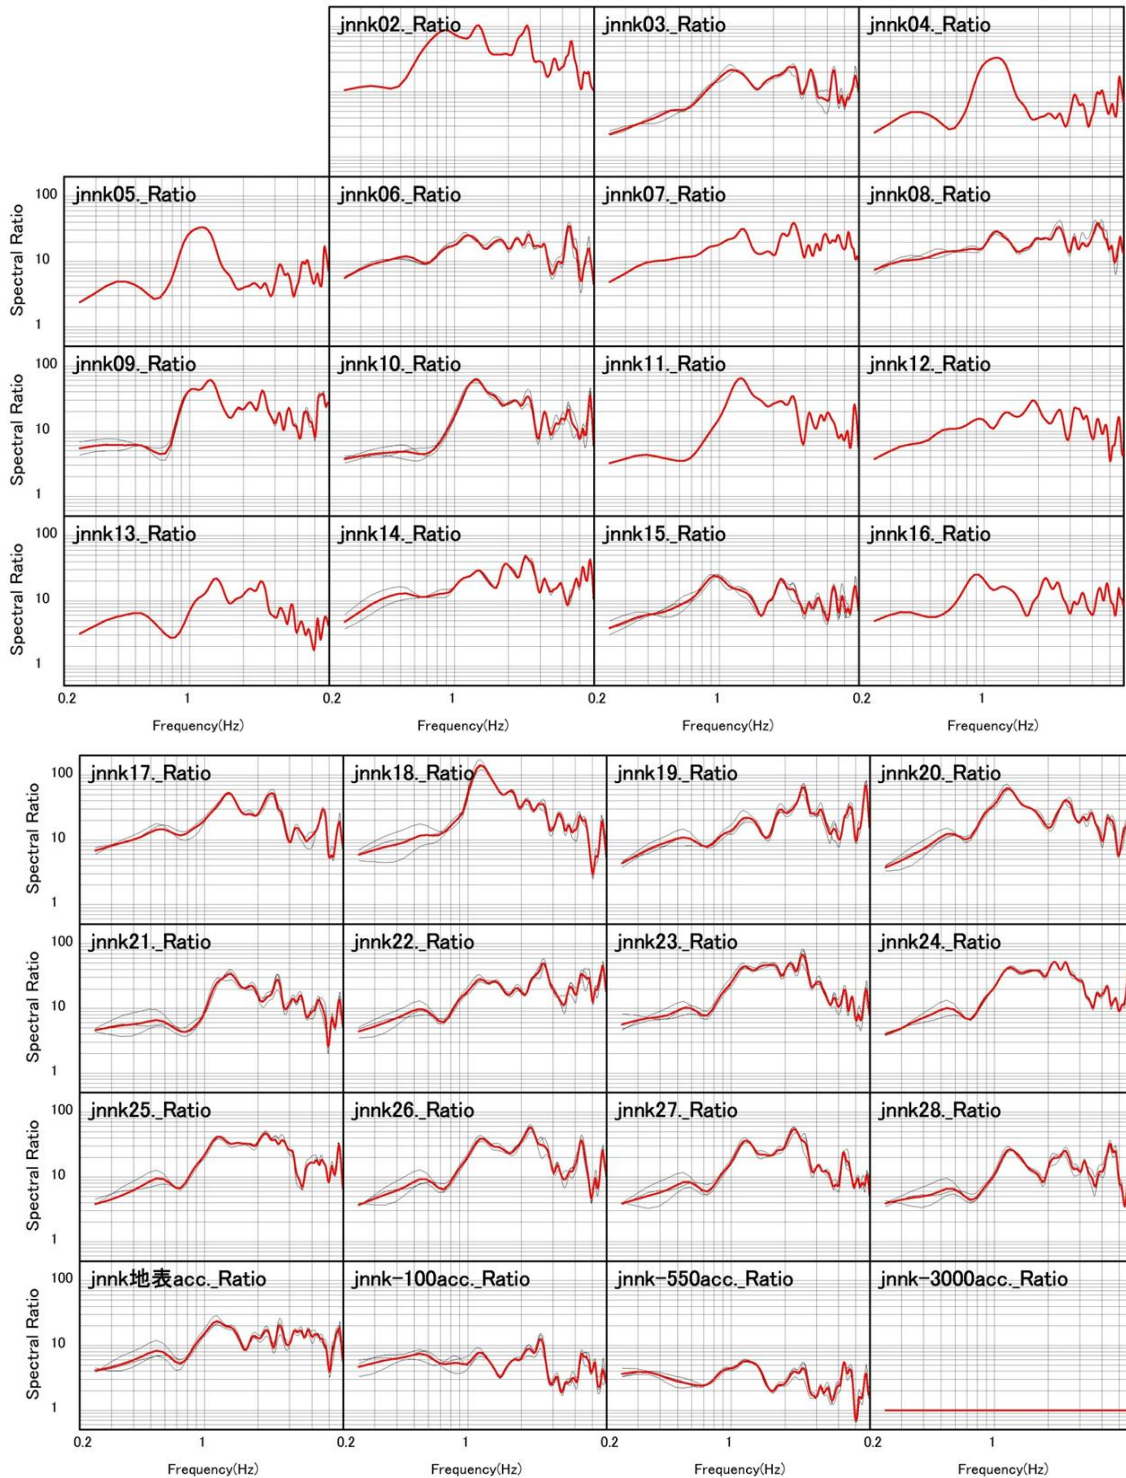 jnnk02._Ratio jnnk03._Ratio jnnk04._Ratio
jnnk05._Ratio jnnk06._Ratio jnnk07._Ratio jnnk08._Ratio
100
10
1
Spectral Ratio
jnnk09._Ratio jnnk10._Ratio jnnk11._Ratio jnnk12._Ratio
100
10
1
Spectral Ratio
jnnk13._Ratio jnnk14._Ratio jnnk15._Ratio jnnk16._Ratio
100
10
1
Spectral Ratio
0.2 1 0.2 1 0.2 1 0.2 1
Frequency(Hz) Frequency(Hz) Frequency(Hz) Frequency(Hz)
jnnk17._Ratio jnnk18._Ratio jnnk19._Ratio jnnk20._Ratio
100
10
1
Spectral Ratio
jnnk21._Ratio jnnk22._Ratio jnnk23._Ratio jnnk24._Ratio
100
10
1
Spectral Ratio
jnnk25._Ratio jnnk26._Ratio jnnk27._Ratio jnnk28._Ratio
100
10
1
Spectral Ratio
jnnk地表acc._Ratio jnnk-100acc._Ratio jnnk-550acc._Ratio jnnk-3000acc._Ratio
100
10
1
Spectral Ratio
0.2 1 0.2 1 0.2 1 0.2 1
Frequency(Hz) Frequency(Hz) Frequency(Hz) Frequency(Hz)